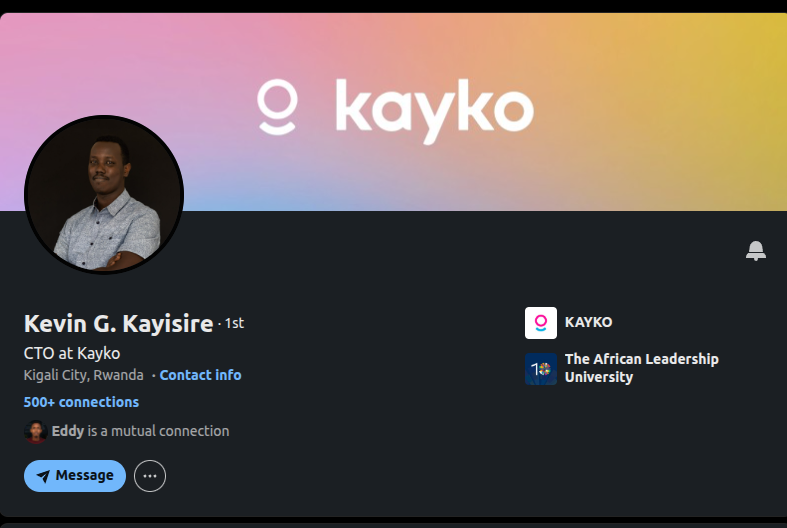 kayko
Kevin G. Kayisire · 1st
CTO at Kayko
Kigali City, Rwanda · Contact info
500+ connections
Eddy is a mutual connection
Message
KAYKO
10
The African Leadership
University